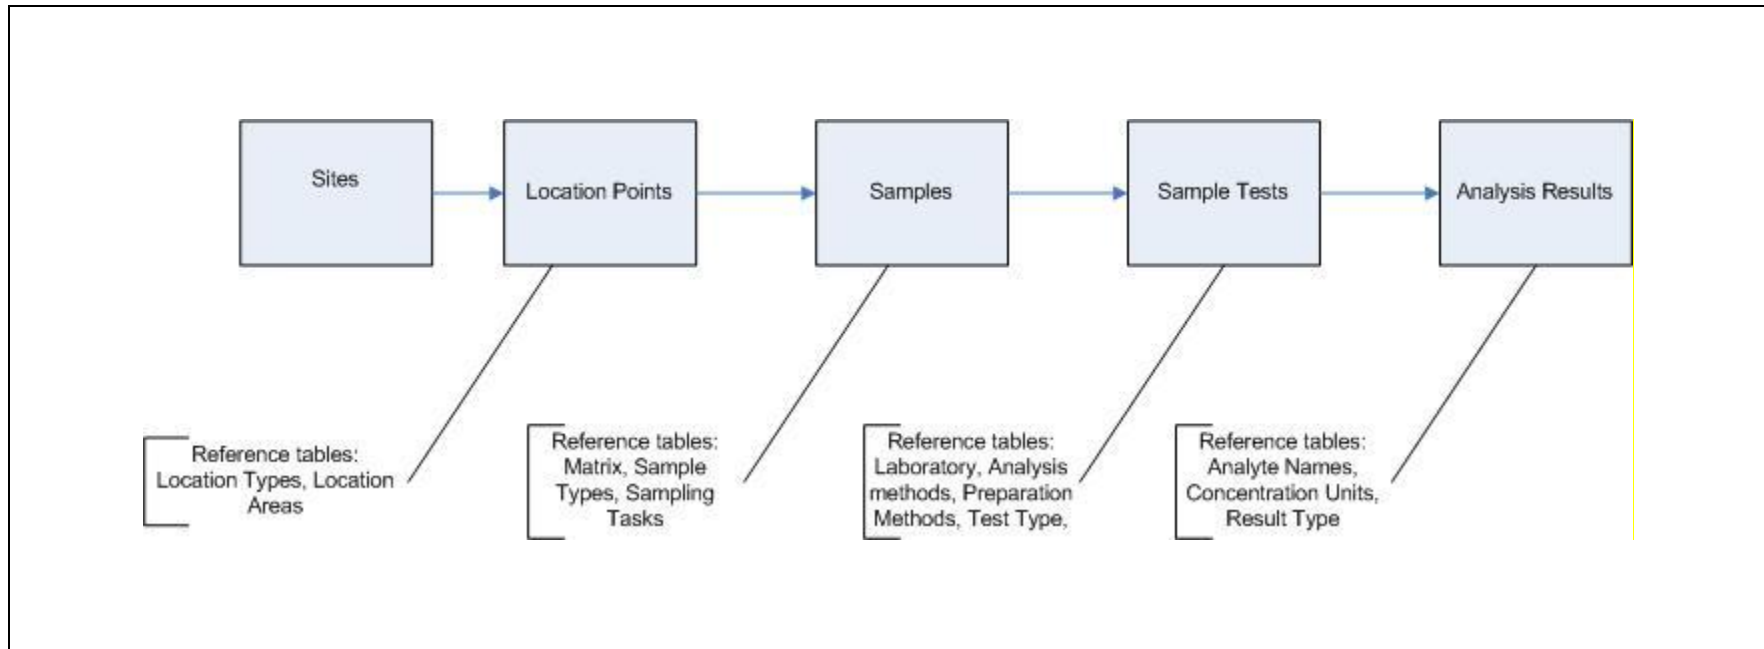 Sites
Location Points
Samples
Sample Tests
Analysis Results
Reference tables:
Location Types, Location
Areas
Reference tables:
Matrix, Sample
Types, Sampling
Tasks
Reference tables:
Laboratory, Analysis
methods, Preparation
Methods, Test Type,
Reference tables:
Analyte Names,
Concentration Units,
Result Type